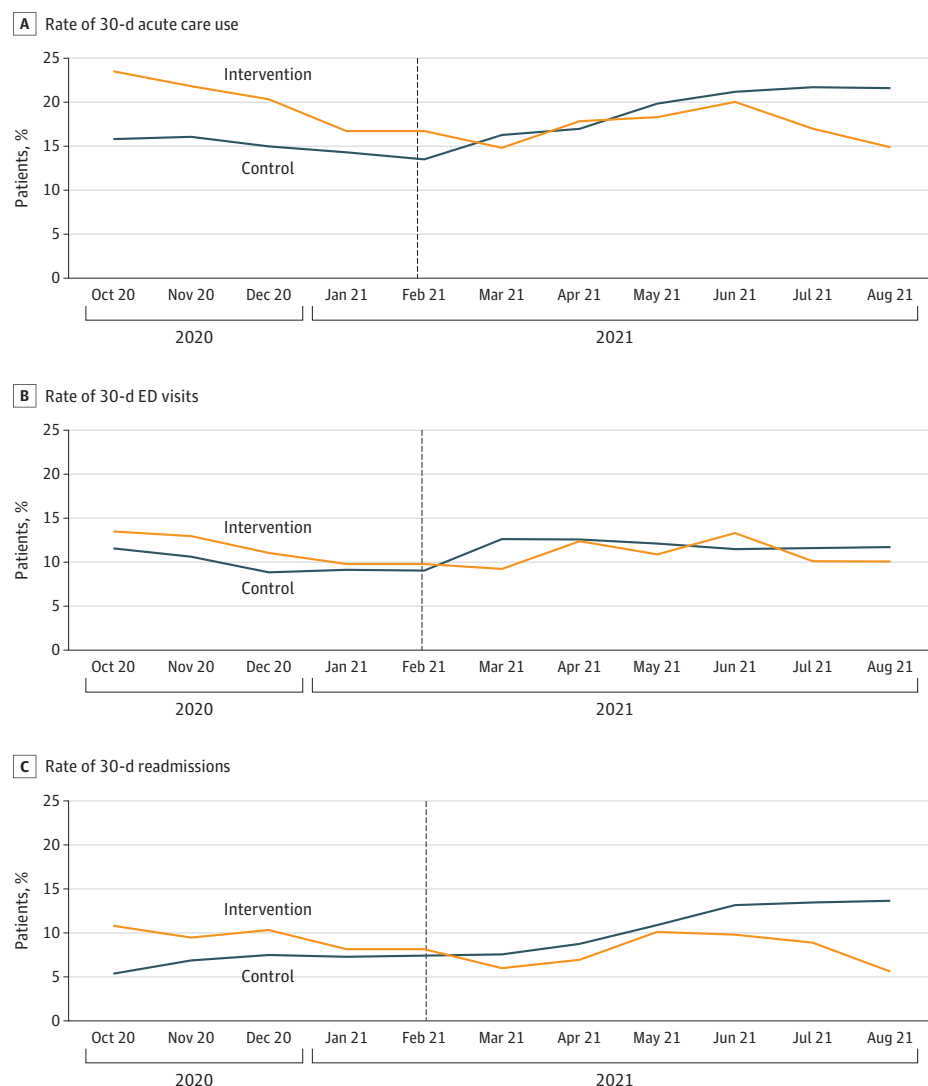 A Rate of 30-d acute care use
25
20
15
10
5
0
Patients, %
Intervention
Control
Oct 20 Nov 20 Dec 20 Jan 21 Feb 21 Mar 21 Apr 21 May 21 Jun 21 Jul 21 Aug 21
2020 2021
B Rate of 30-d ED visits
25
20
15
10
5
0
Patients, %
Intervention
Control
Oct 20 Nov 20 Dec 20 Jan 21 Feb 21 Mar 21 Apr 21 May 21 Jun 21 Jul 21 Aug 21
2020 2021
C Rate of 30-d readmissions
25
20
15
10
5
0
Patients, %
Intervention
Control
Oct 20 Nov 20 Dec 20 Jan 21 Feb 21 Mar 21 Apr 21 May 21 Jun 21 Jul 21 Aug 21
2020 2021